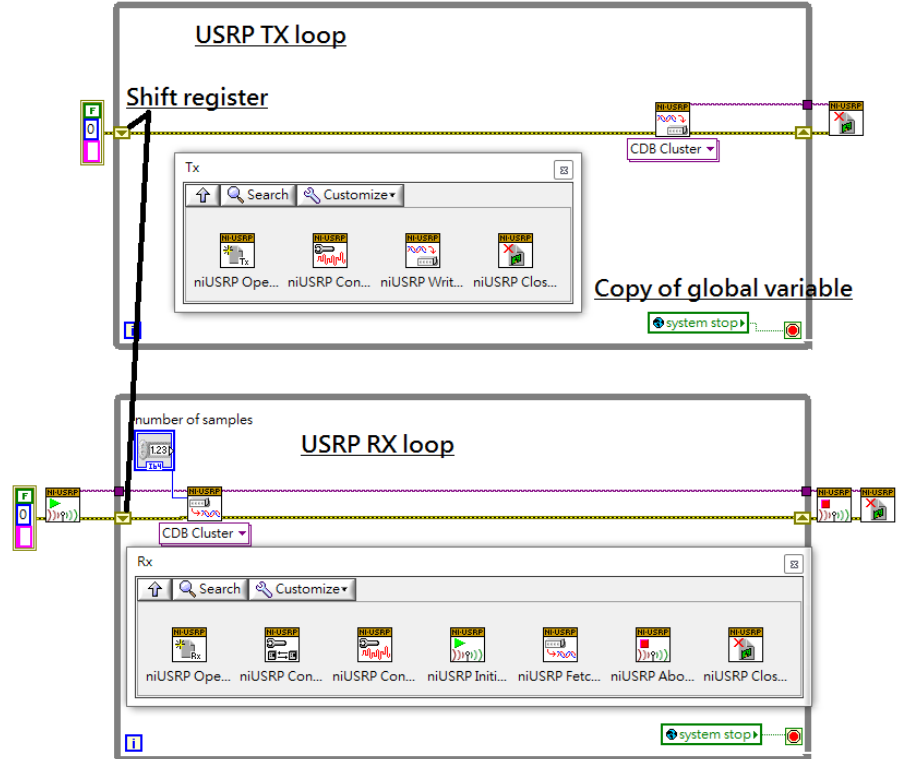 USRP TX loop
Shift register
F
0
NI-USRP
NI-USRP
CDB Cluster
Tx
Search
Customize
NI-USRP
NI-USRP
NI-USRP
NI-USRP
Tx
niUSRP Ope...
niUSRP Con...
niUSRP Writ...
niUSRP Clos...
Copy of global variable
system stop
i
number of samples
1.23
I64
USRP RX loop
NI-USRP
NI-USRP
NI-USRP
NI-USRP
F
0
CDB Cluster
Rx
Search
Customize
NI-USRP
NI-USRP
NI-USRP
NI-USRP
NI-USRP
NI-USRP
NI-USRP
Rx
niUSRP Ope...
niUSRP Con...
niUSRP Con...
niUSRP Initi...
niUSRP Fetc...
niUSRP Abo...
niUSRP Clos...
system stop
i